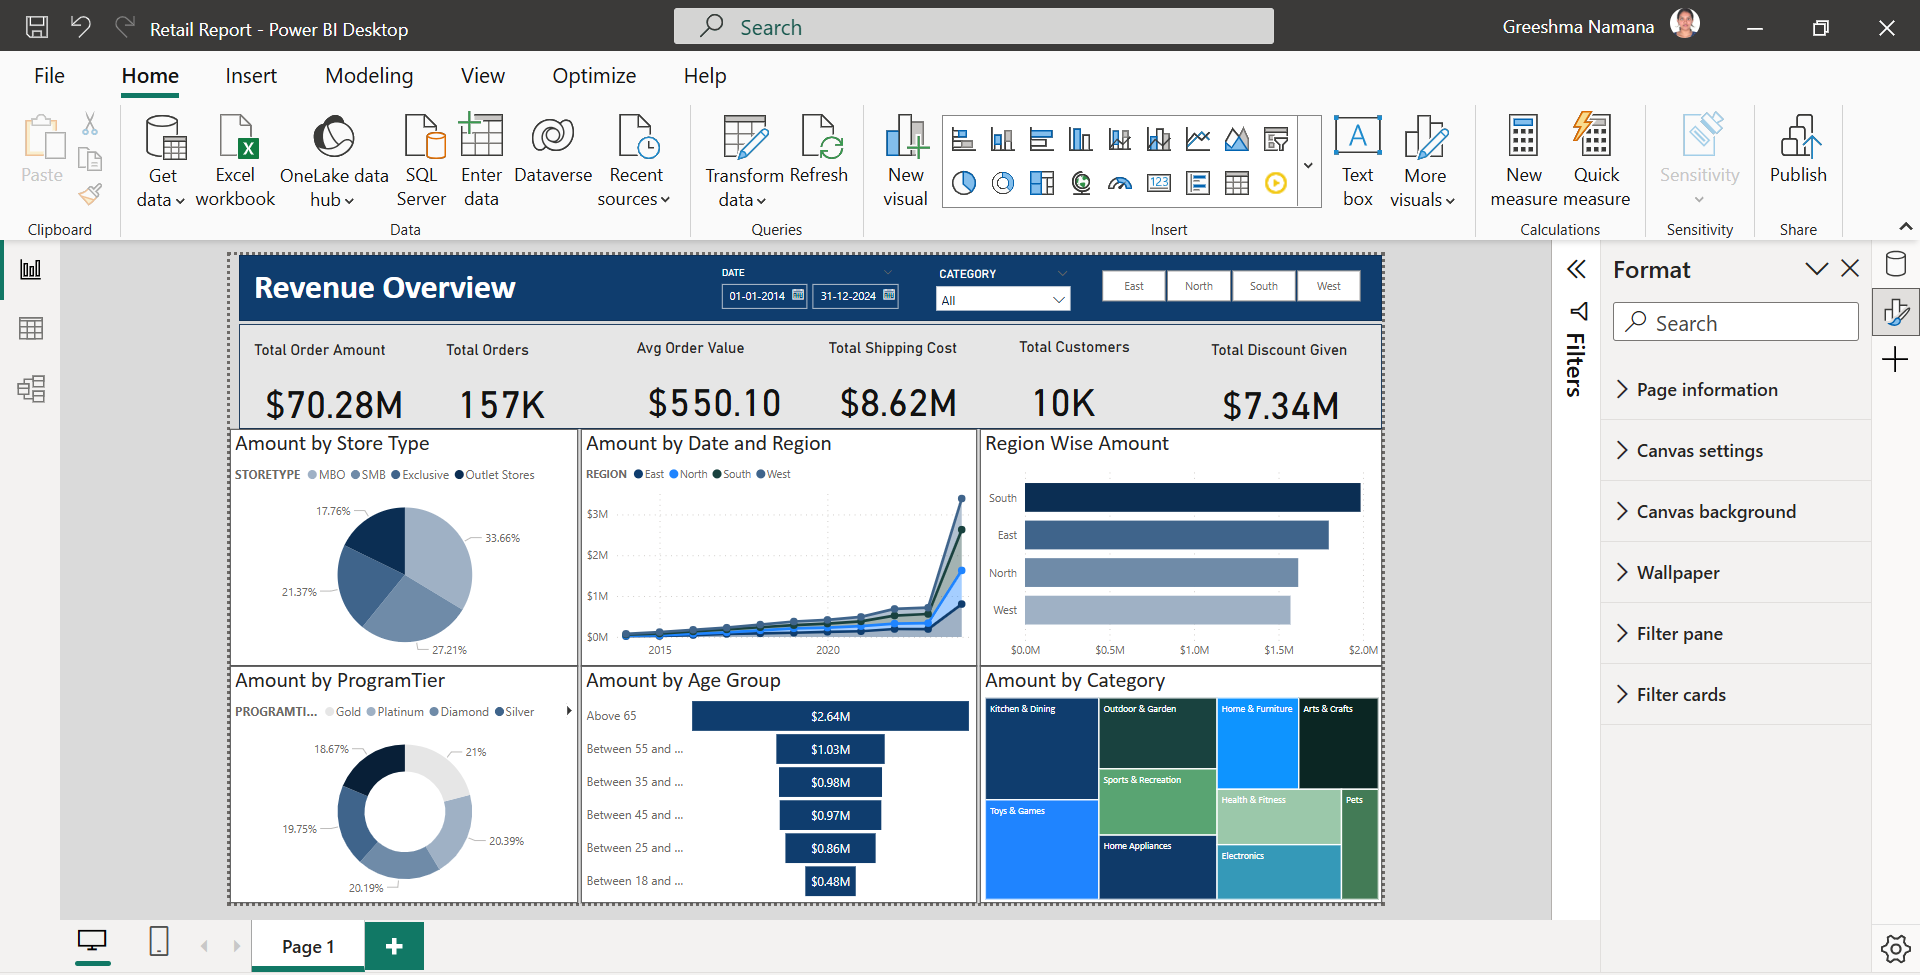 Retail Report - Power BI Desktop
Search
Greeshma Namana
File
Home
Insert
Modeling
View
Optimize
Help
Paste
Clipboard
Get
data
Excel
workbook
X
OneLake data
hub
SQL
Server
Enter
data
Dataverse
Recent
sources
Data
Transform
data
Refresh
Queries
New
visual
123
Insert
A
Text
box
More
visuals
New
measure
Quick
measure
Calculations
Sensitivity
Sensitivity
Publish
Share
Revenue Overview
DATE
01-01-2014
31-12-2024
CATEGORY
All
East
North
South
West
Total Order Amount
Total Orders
Avg Order Value
Total Shipping Cost
Total Customers
Total Discount Given
$70.28M
157K
$550.10
$8.62M
10K
$7.34M
Amount by Store Type
STORETYPE MBO SMB Exclusive Outlet Stores
17.76%
33.66%
21.37%
27.21%
Amount by Date and Region
REGION East North South West
$3M
$2M
$1M
$0M
2015
2020
Region Wise Amount
South
East
North
West
$0.0M
$0.5M
$1.0M
$1.5M
$2.0M
Amount by ProgramTier
PROGRAMTI... Gold Platinum Diamond Silver
18.67%
21%
19.75%
20.39%
20.19%
Amount by Age Group
Above 65
$2.64M
Between 55 and ...
$1.03M
Between 35 and ...
$0.98M
Between 45 and ...
$0.97M
Between 25 and ...
$0.86M
Between 18 and ...
$0.48M
Amount by Category
Kitchen & Dining
Outdoor & Garden
Home & Furniture
Arts & Crafts
Sports & Recreation
Toys & Games
Health & Fitness
Pets
Home Appliances
Electronics
Filters
Format
Search
Page information
Canvas settings
Canvas background
Wallpaper
Filter pane
Filter cards
Page 1